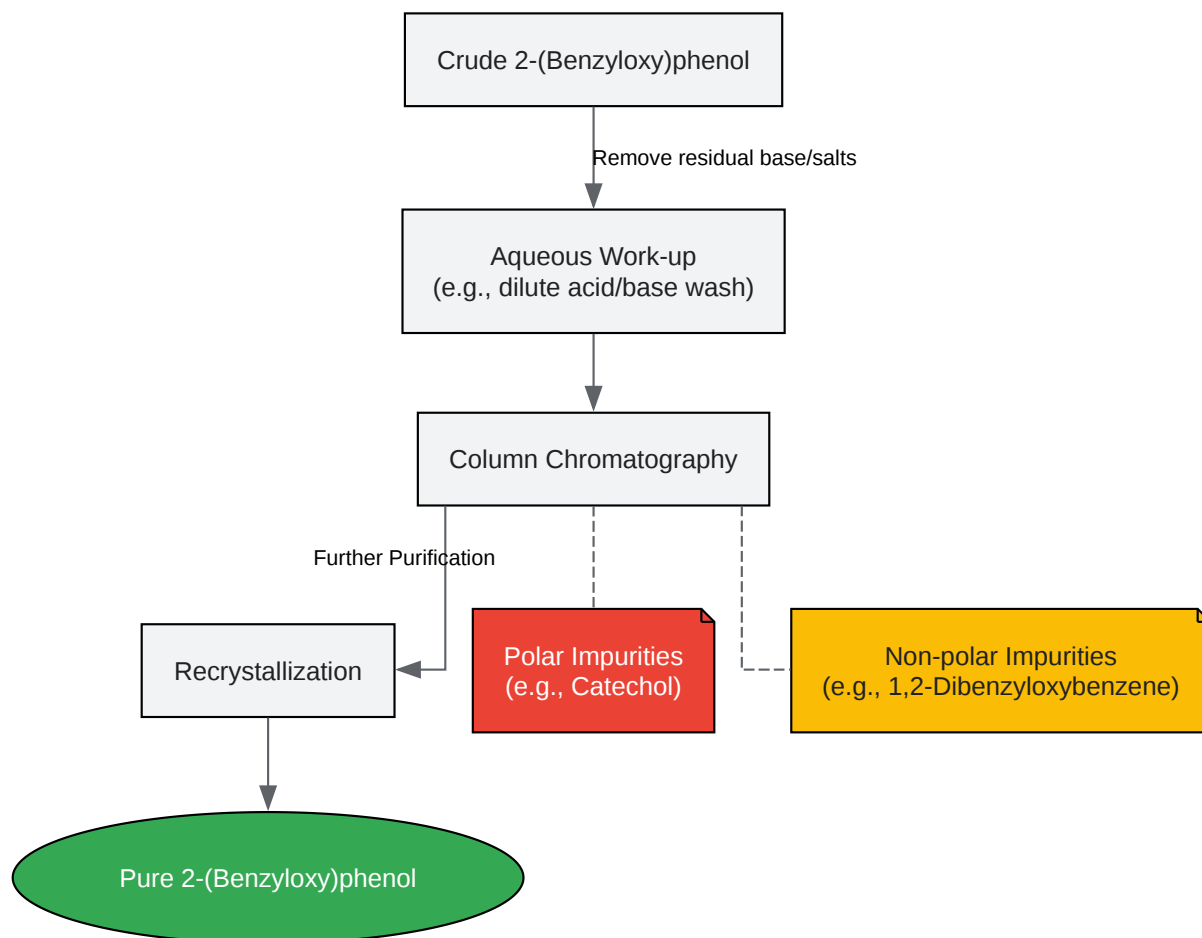 Crude 2-(Benzyloxy)phenol
Remove residual base/salts
Aqueous Work-up
(e.g., dilute acid/base wash)
Column Chromatography
Further Purification
Recrystallization
Polar Impurities
(e.g., Catechol)
Non-polar Impurities
(e.g., 1,2-Dibenzyloxybenzene)
Pure 2-(Benzyloxy)phenol